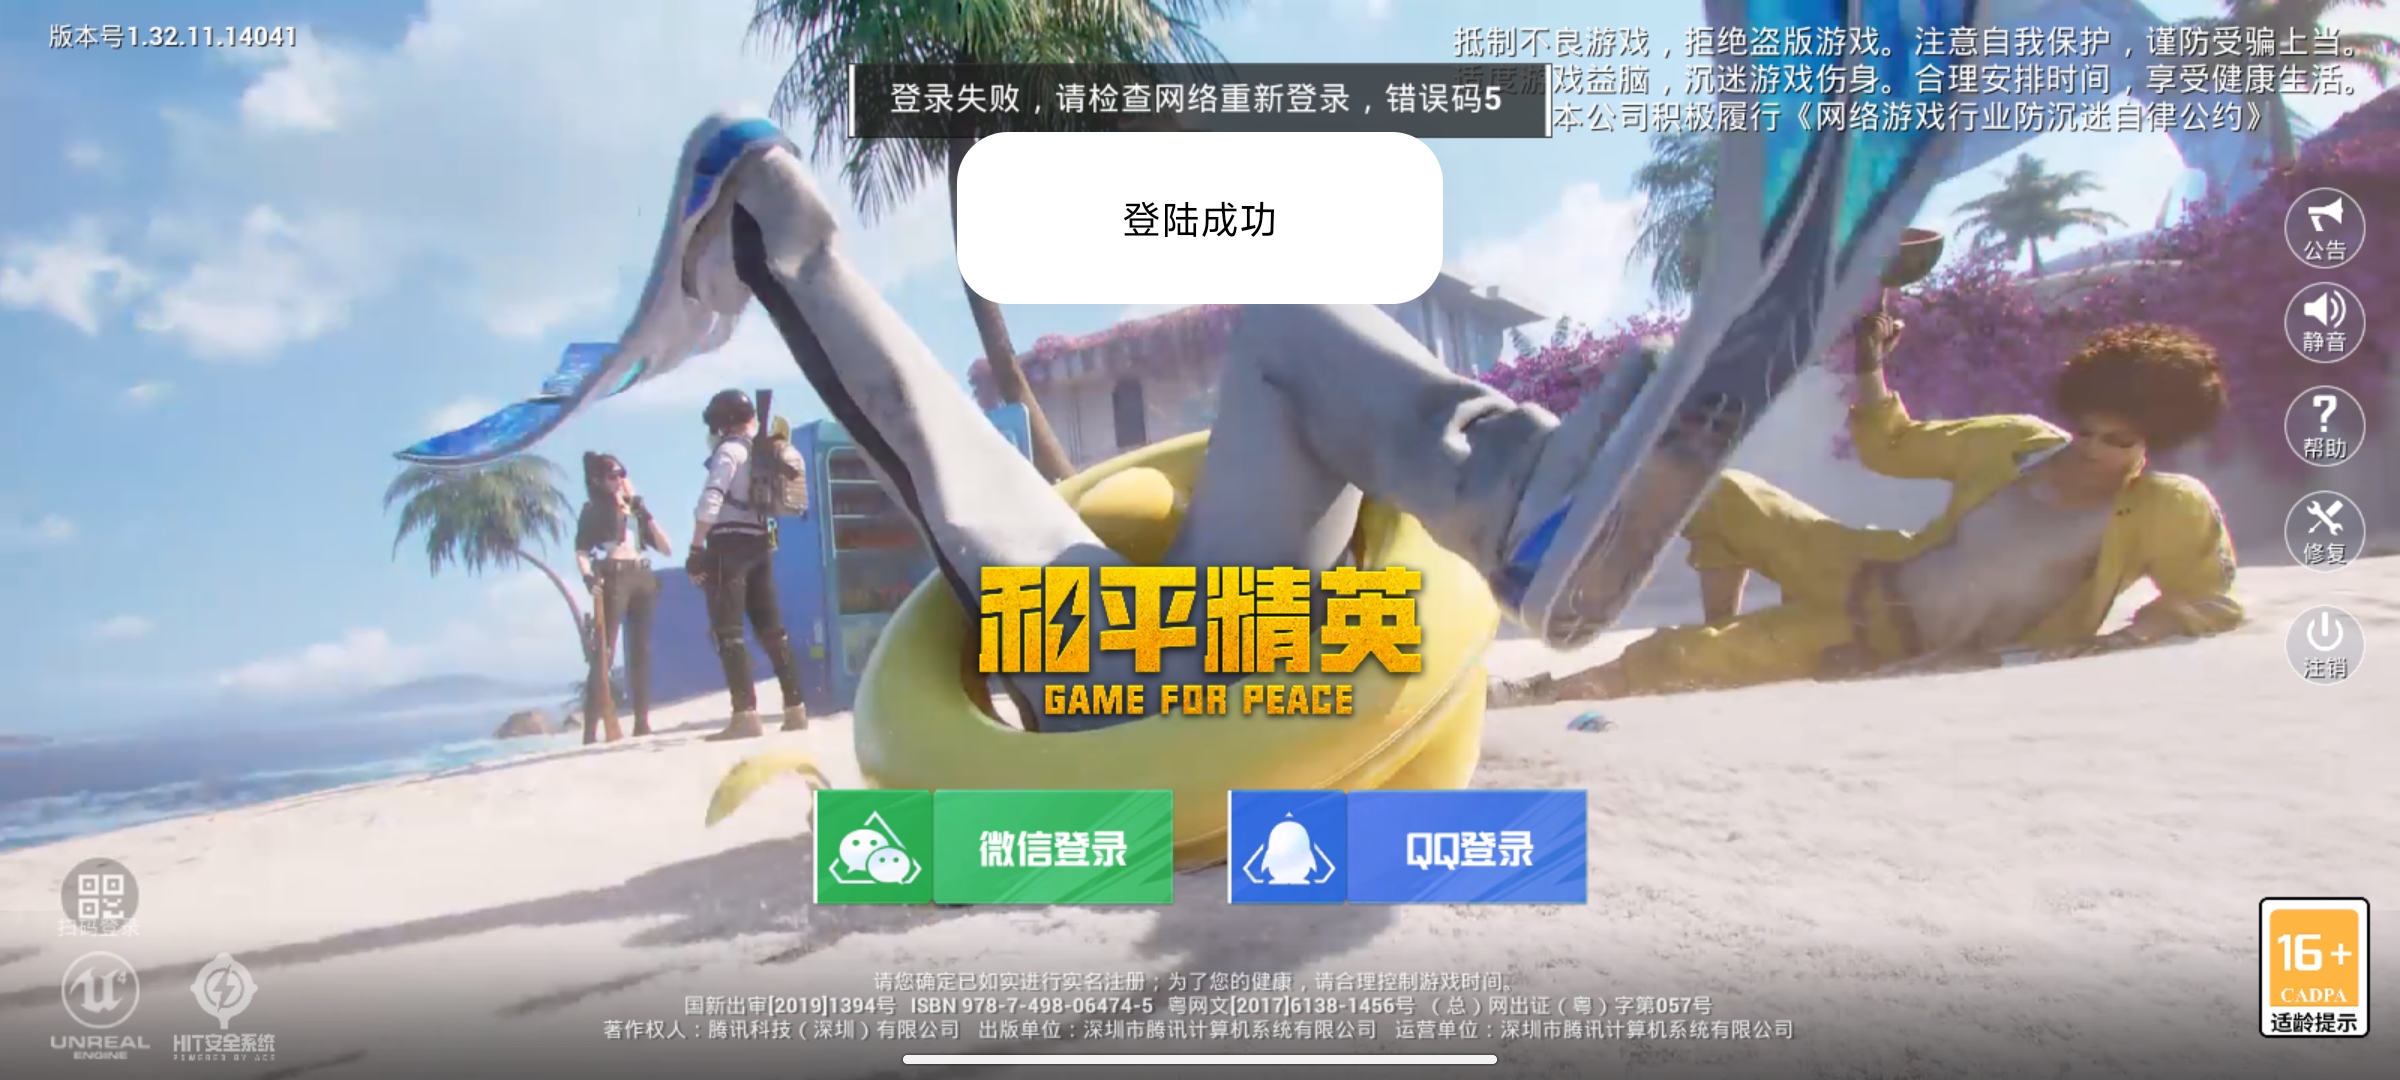 版本号1.32.11.14041
抵制不良游戏，拒绝盗版游戏。注意自我保护，谨防受骗上当。
适度游戏益脑，沉迷游戏伤身。合理安排时间，享受健康生活。
本公司积极履行《网络游戏行业防沉迷自律公约》
登录失败，请检查网络重新登录，错误码5
登陆成功
公告
静音
帮助
修复
注销
和平精英
GAME FOR PEACE
微信登录
QQ登录
扫码登录
UNREAL
ENGINE
HIT安全系统
POWERED BY ACE
请您确定已如实进行实名注册；为了您的健康，请合理控制游戏时间。
国新出审[2019]1394号 ISBN 978-7-498-06474-5 粤网文[2017]6138-1456号 （总）网出证（粤）字第057号
著作权人：腾讯科技（深圳）有限公司 出版单位：深圳市腾讯计算机系统有限公司 运营单位：深圳市腾讯计算机系统有限公司
16+
CADPA
适龄提示